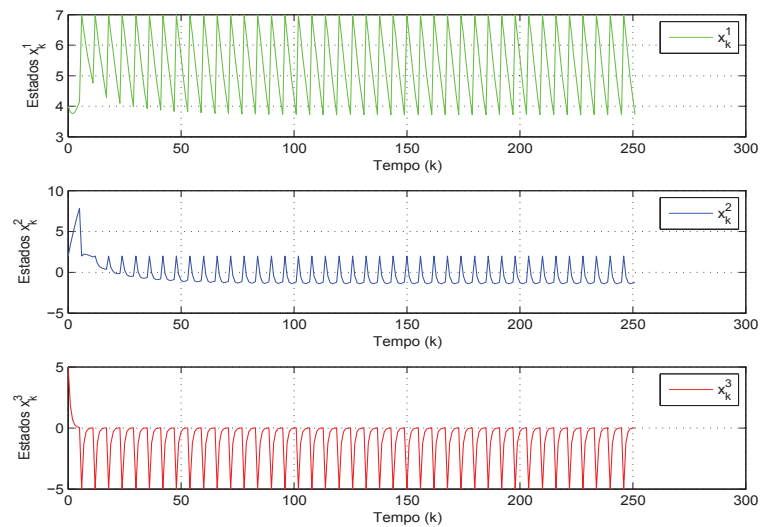 7
6
5
4
3
Estados x_k^1
x_k^1
0 50 100 150 200 250 300
Tempo (k)
10
5
0
−5
Estados x_k^2
x_k^2
0 50 100 150 200 250 300
Tempo (k)
5
0
−5
Estados x_k^3
x_k^3
0 50 100 150 200 250 300
Tempo (k)